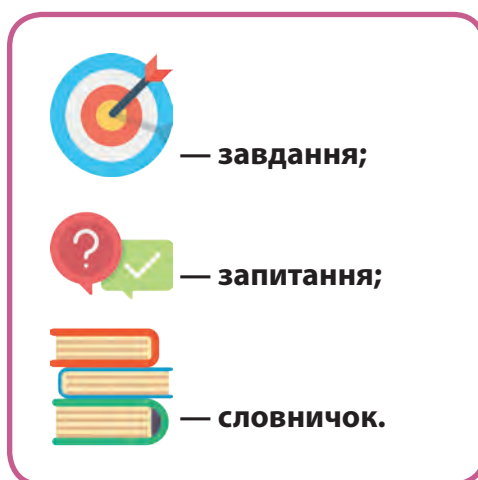 — завдання;
— запитання;
— словничок.